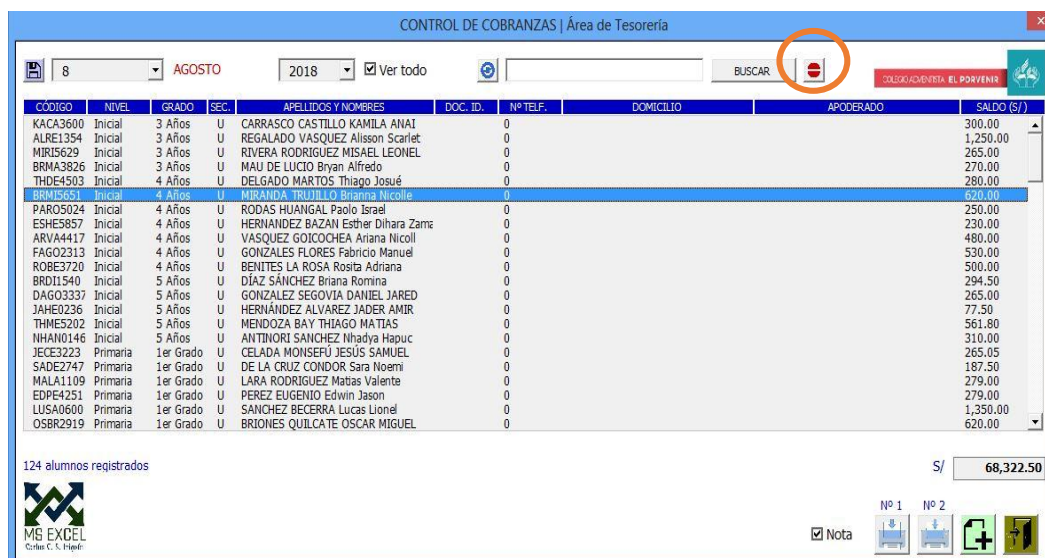 CONTROL DE COBRANZAS | Área de Tesorería
8 AGOSTO 2018 Ver todo BUSCAR COLEGIO ADVENTISTA EL PORVENIR
CÓDIGO NIVEL GRADO SEC. APELLIDOS Y NOMBRES DOC. ID. Nº TELF. DOMICILIO APODERADO SALDO (S/)
KACA3600 Inicial 3 Años U CARRASCO CASTILLO KAMILA ANAI 0 300.00
ALRE1354 Inicial 3 Años U REGALADO VASQUEZ Alisson Scarlet 0 1,250.00
MIRI5629 Inicial 3 Años U RIVERA RODRIGUEZ MISAEL LEONEL 0 265.00
BRMA3826 Inicial 3 Años U MAU DE LUCIO Bryan Alfredo 0 270.00
THDE4503 Inicial 4 Años U DELGADO MARTOS Thiago Josué 0 280.00
BRMI5651 Inicial 4 Años U MIRANDA TRUJILLO Brianna Nicolle 0 620.00
PARO5024 Inicial 4 Años U RODAS HUANGAL Paolo Israel 0 250.00
ESHE5857 Inicial 4 Años U HERNANDEZ BAZAN Esther Dihara Zama 0 230.00
ARVA4417 Inicial 4 Años U VASQUEZ GOICOCHEA Ariana Nicoll 0 480.00
FAGO2313 Inicial 4 Años U GONZALES FLORES Fabricio Manuel 0 530.00
ROBE3720 Inicial 4 Años U BENITES LA ROSA Rosita Adriana 0 500.00
BRDI1540 Inicial 5 Años U DÍAZ SÁNCHEZ Briana Romina 0 294.50
DAGO3337 Inicial 5 Años U GONZALEZ SEGOVIA DANIEL JARED 0 265.00
JAHE0236 Inicial 5 Años U HERNÁNDEZ ALVAREZ JADER AMIR 0 77.50
THME5202 Inicial 5 Años U MENDOZA BAY THIAGO MATIAS 0 561.80
NHAN0146 Inicial 5 Años U ANTINORI SANCHEZ Nhadya Hapuc 0 310.00
JECE3223 Primaria 1er Grado U CELADA MONSEFÚ JESÚS SAMUEL 0 265.05
SADE2747 Primaria 1er Grado U DE LA CRUZ CONDOR Sara Noemi 0 187.50
MALA1109 Primaria 1er Grado U LARA RODRIGUEZ Matias Valente 0 279.00
EDPE4251 Primaria 1er Grado U PEREZ EUGENIO Edwin Jason 0 279.00
LUSA0600 Primaria 1er Grado U SANCHEZ BECERRA Lucas Lionel 0 1,350.00
OSBR2919 Primaria 1er Grado U BRIONES QUILCATE OSCAR MIGUEL 0 620.00
124 alumnos registrados S/ 68,322.50
Nº 1 Nº 2
MS EXCEL Nota